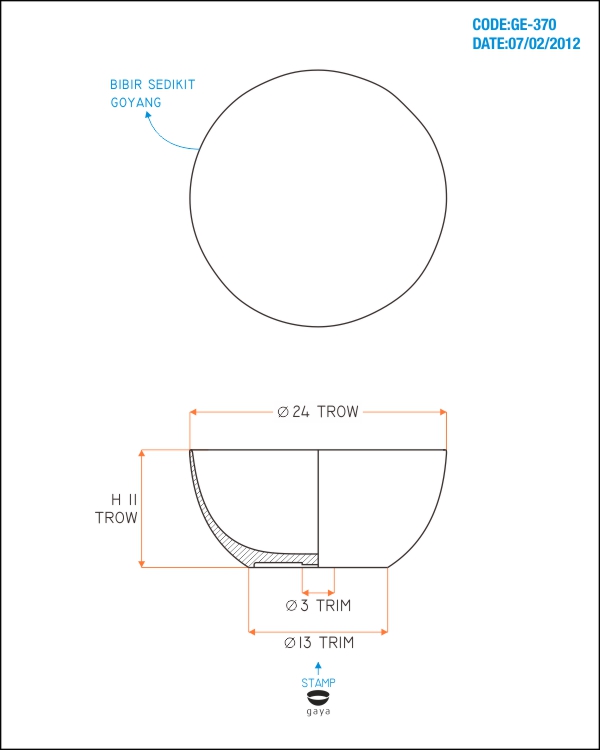 CODE:GE-370
DATE:07/02/2012
BIBIR SEDIKIT
GOYANG
Ø 24 TROW
H 11
TROW
Ø 3 TRIM
Ø 13 TRIM
STAMP
gaya